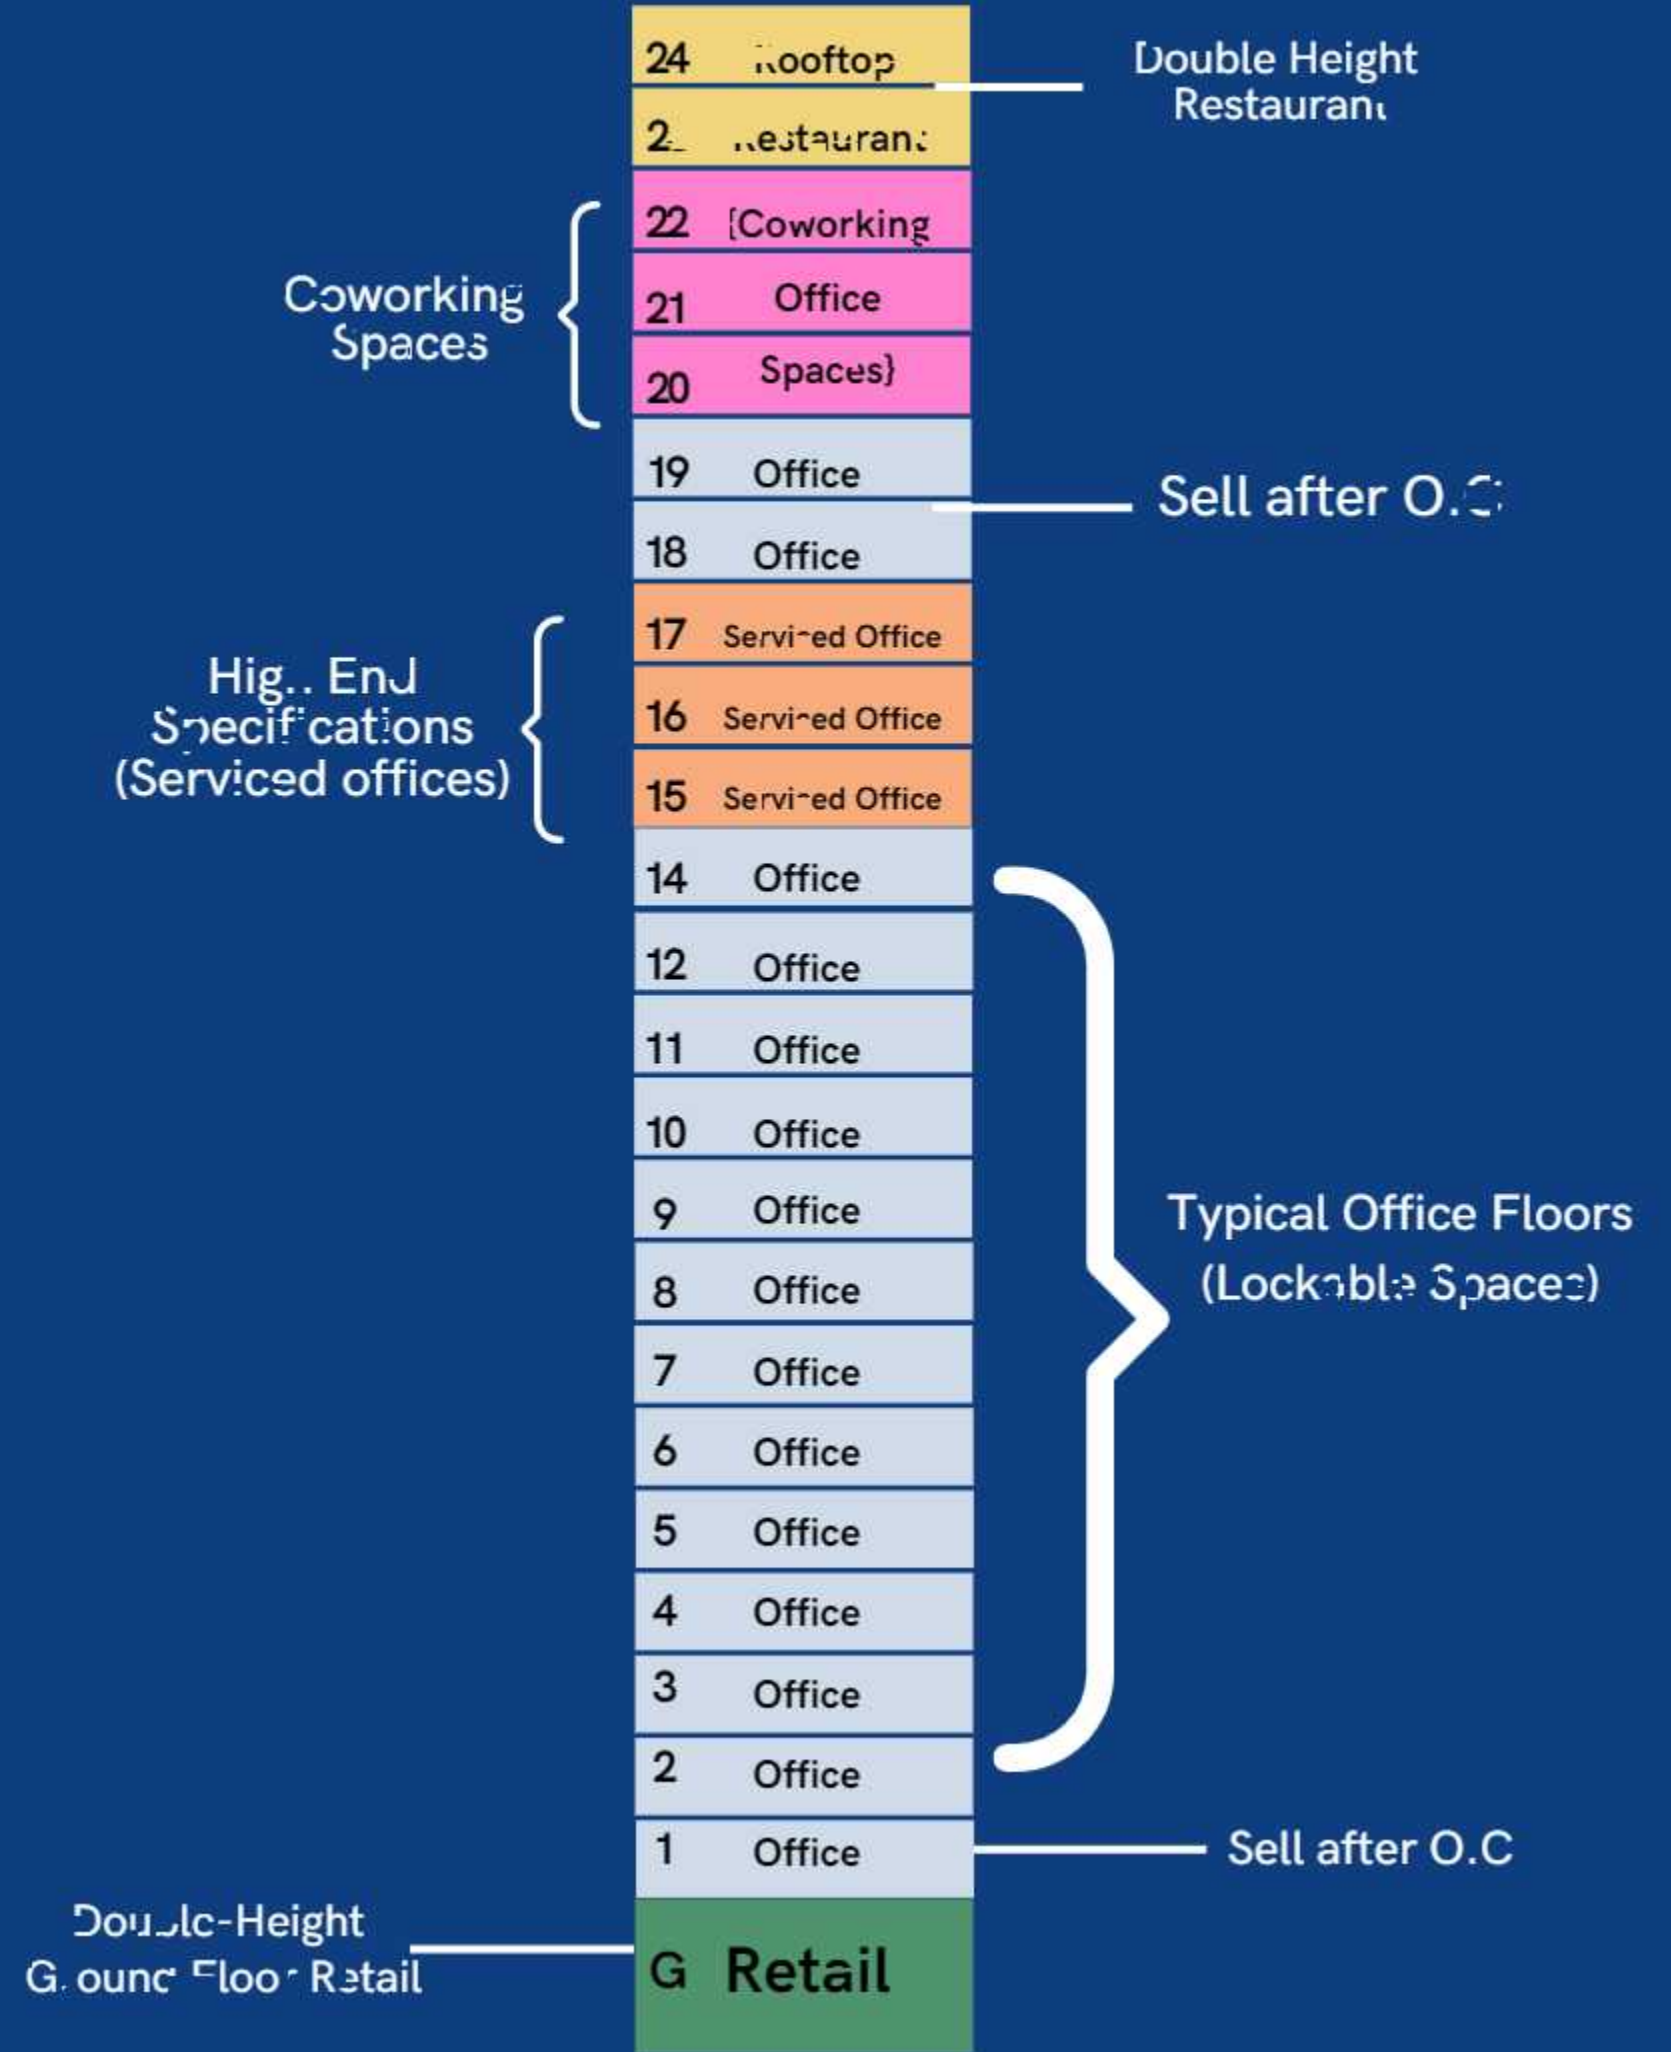 24 Rooftop
Double Height
Restaurant
Restaurant
22 {Coworking
21 Office
20 Spaces}
Coworking
Spaces
19 Office
Sell after O.C
18 Office
17 Serviced Office
16 Serviced Office
15 Serviced Office
High End
Specifications
(Serviced offices)
14 Office
12 Office
11 Office
10 Office
9 Office
8 Office
7 Office
6 Office
5 Office
4 Office
3 Office
2 Office
Typical Office Floors
(Lockable Spaces)
1 Office
Sell after O.C
Double-Height
Ground Floor Retail
G Retail